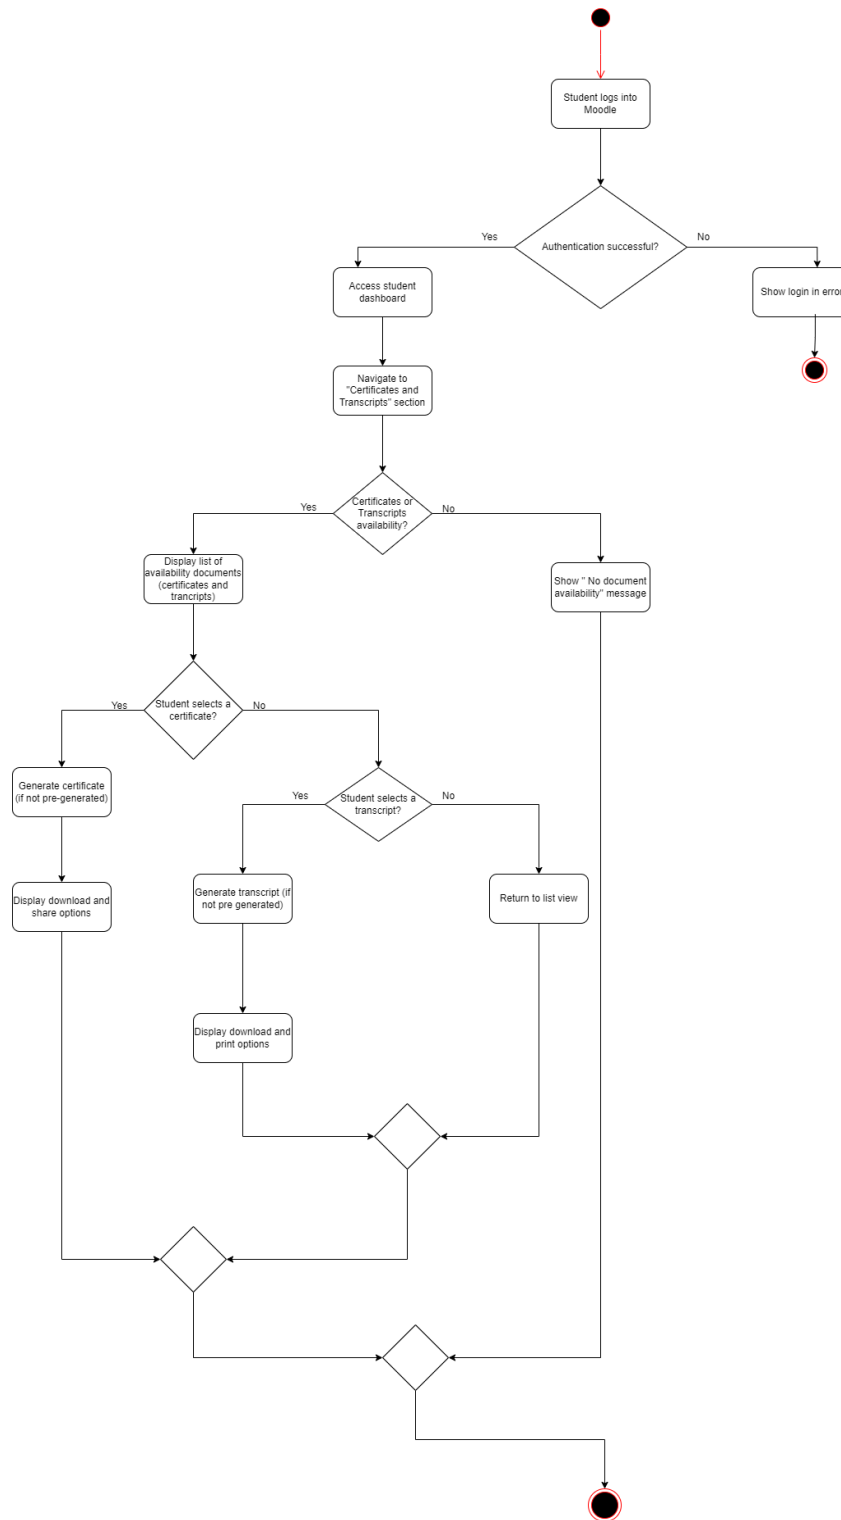 Student logs into
Moodle
Authentication successful?
Yes
No
Access student
dashboard
Show login in error
Navigate to
"Certificates and
Transcripts" section
Certificates or
Transcripts
availability?
Yes
No
Display list of
availability documents
(certificates and
trancripts)
Show " No document
availability" message
Student selects a
certificate?
Yes
No
Generate certificate
(if not pre-generated)
Student selects a
transcript?
Yes
No
Display download and
share options
Generate transcript (if
not pre generated)
Return to list view
Display download and
print options